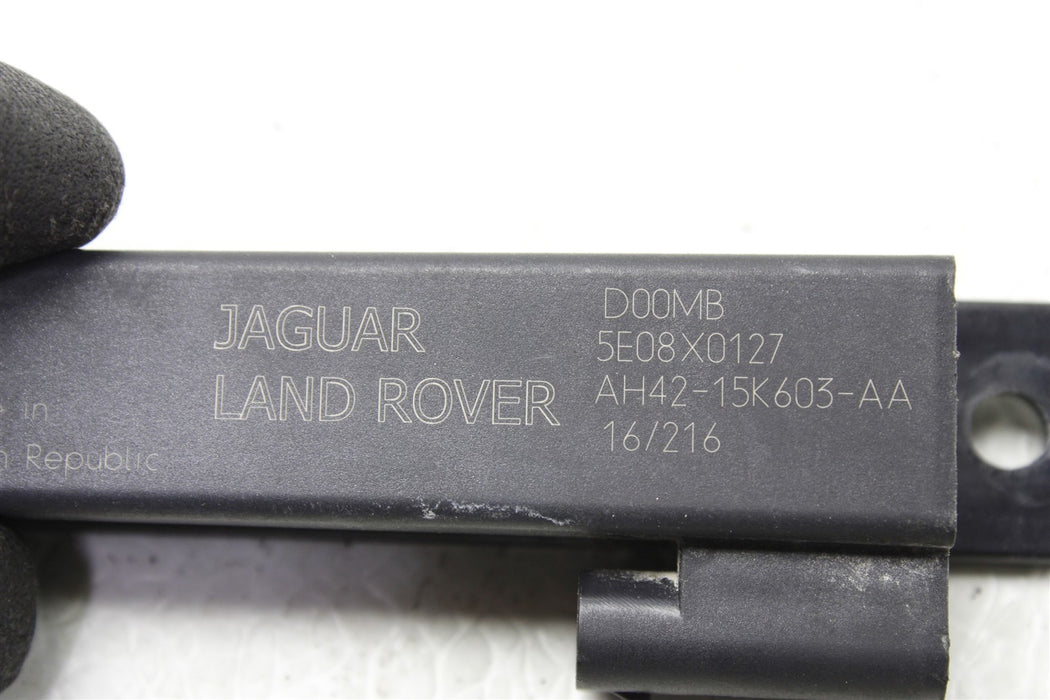 JAGUAR
LAND ROVER
D00MB
5E08X0127
AH42-15K603-AA
16/216
in
Republic